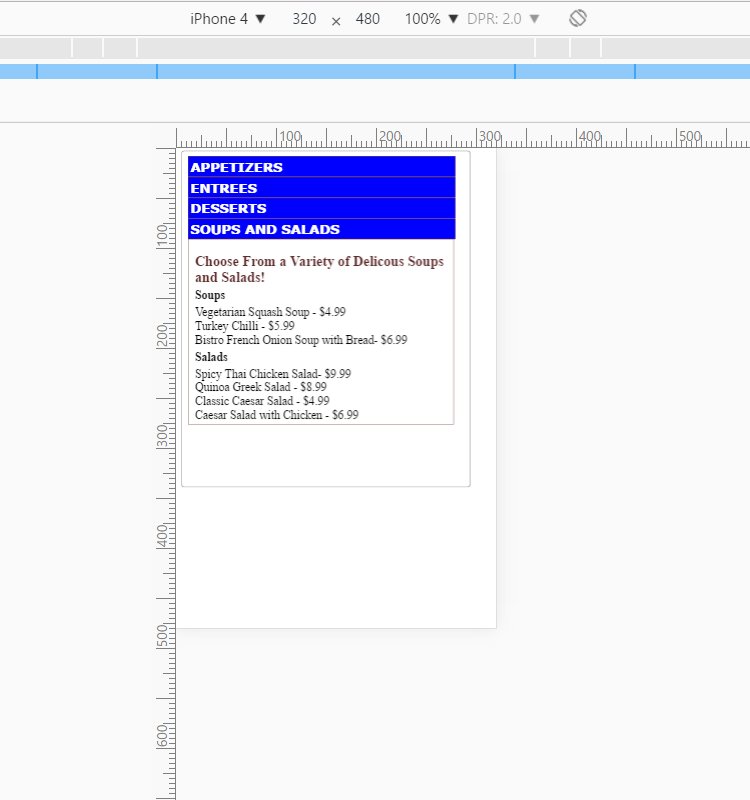 iPhone 4 ▼ 320 × 480 100% ▼ DPR: 2.0 ▼
100 200 300 400 500
APPETIZERS
ENTREES
DESSERTS
SOUPS AND SALADS
Choose From a Variety of Delicous Soups
and Salads!
Soups
Vegetarian Squash Soup - $4.99
Turkey Chilli - $5.99
Bistro French Onion Soup with Bread- $6.99
Salads
Spicy Thai Chicken Salad- $9.99
Quinoa Greek Salad - $8.99
Classic Caesar Salad - $4.99
Caesar Salad with Chicken - $6.99
100
200
300
400
500
600